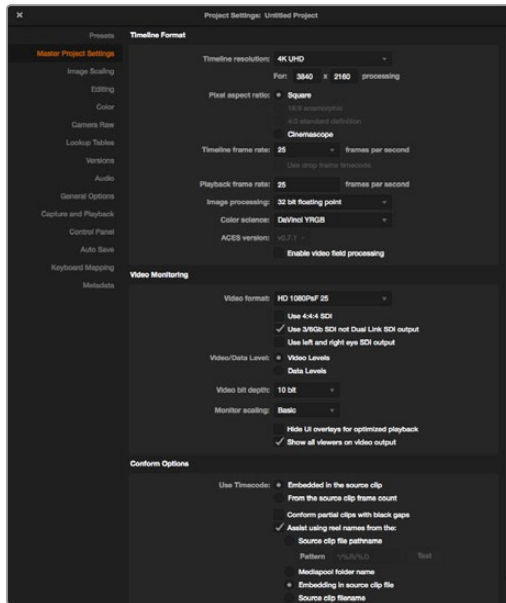 Project Settings: Untitled Project
Presets
Master Project Settings
Image Scaling
Editing
Color
Camera Raw
Lookup Tables
Versions
Audio
General Options
Capture and Playback
Control Panel
Auto Save
Keyboard Mapping
Metadata
Timeline Format
Timeline resolution: 4K UHD
For: 3840 x 2160 processing
Pixel aspect ratio: Square
16:9 anamorphic
4:3 standard definition
Cinemascope
Timeline frame rate: 25 frames per second
Use drop frame timecode
Playback frame rate: 25 frames per second
Image processing: 32 bit floating point
Color science: DaVinci YRGB
ACES version: v0.7.1
Enable video field processing
Video Monitoring
Video format: HD 1080PsF 25
Use 4:4:4 SDI
Use 3/6Gb SDI not Dual Link SDI output
Use left and right eye SDI output
Video/Data Level: Video Levels
Data Levels
Video bit depth: 10 bit
Monitor scaling: Basic
Hide UI overlays for optimized playback
Show all viewers on video output
Conform Options
Use Timecode: Embedded in the source clip
From the source clip frame count
Conform partial clips with black gaps
Assist using reel names from the:
Source clip file pathname
Pattern Test
Mediapool folder name
Embedding in source clip file
Source clip filename